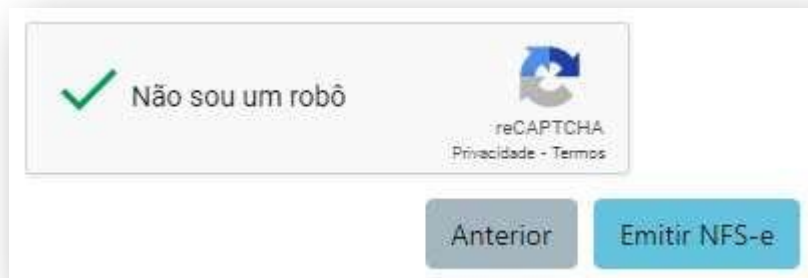 Não sou um robô
reCAPTCHA
Privacidade - Termos
Anterior
Emitir NFS-e